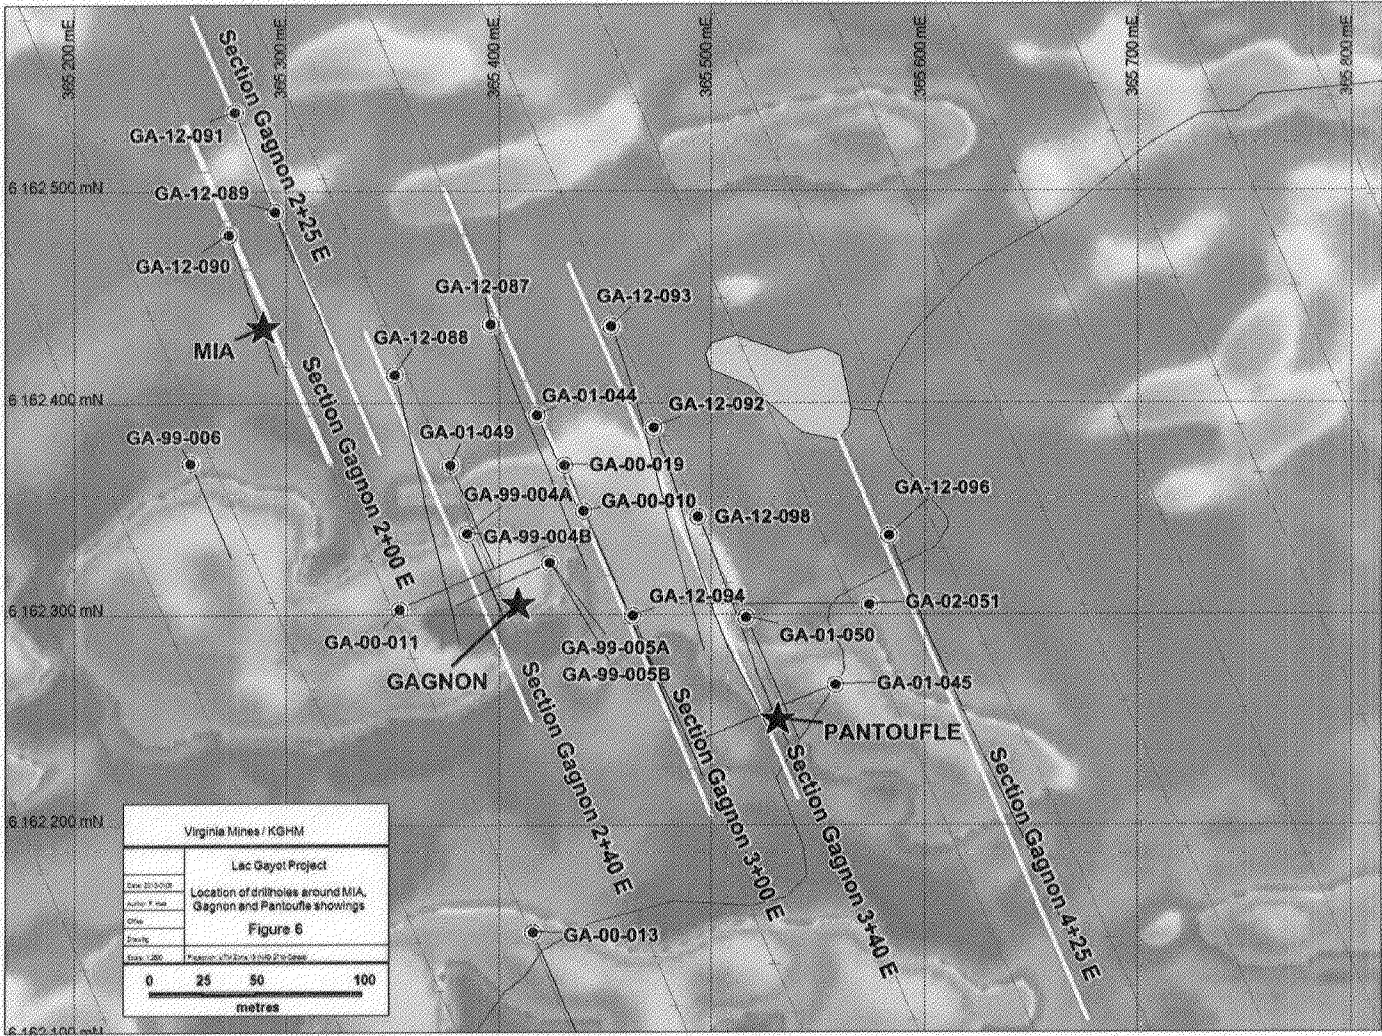 365 200 mE
365 300 mE
365 400 mE
365 500 mE
365 600 mE
365 700 mE
365 800 mE
Section Gagnon 2+25 E
GA-12-091
6 162 500 mN
GA-12-089
GA-12-090
GA-12-087
GA-12-093
GA-12-088
MIA
Section Gagnon 2+00 E
6 162 400 mN
GA-01-044
GA-12-092
GA-99-006
GA-01-049
GA-00-019
GA-99-004A
GA-00-010
GA-12-096
GA-12-098
GA-99-004B
6 162 300 mN
GA-12-094
GA-02-051
GA-00-011
GA-01-050
GA-99-005A
GA-99-005B
GAGNON
GA-01-045
PANTOUFLE
Section Gagnon 2+40 E
Section Gagnon 3+00 E
Section Gagnon 3+40 E
Section Gagnon 4+25 E
6 162 200 mN
GA-00-013
6 162 100 mN
Virginia Mines / KGHM
Lac Gayot Project
Location of drillholes around MIA,
Gagnon and Pantoufle showings
Figure 6
Date:
Author:
Office:
Drawing:
0 25 50 100
metres